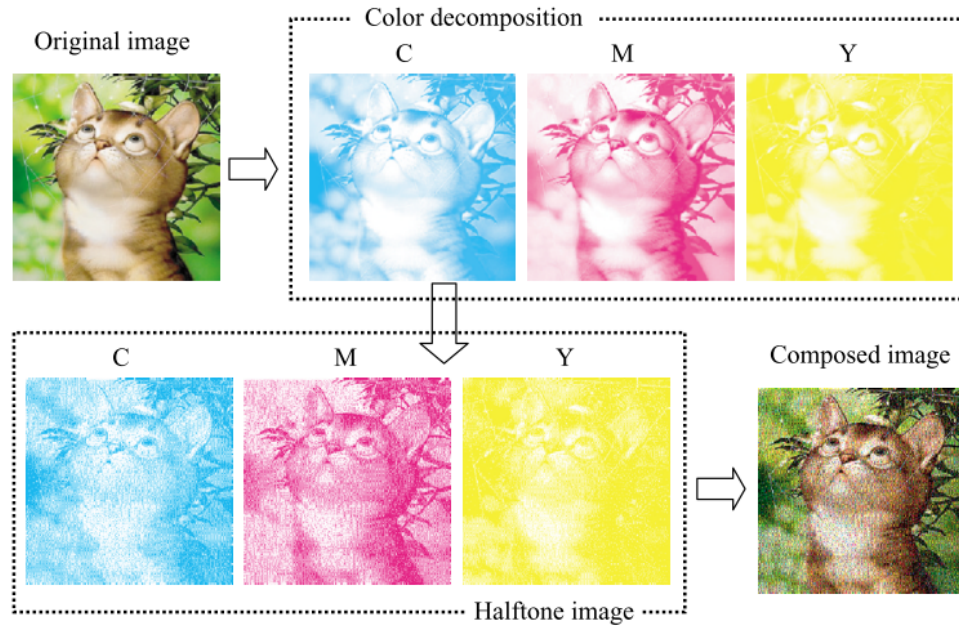 Color decomposition
Original image
C
M
Y
C
M
Y
Composed image
Halftone image